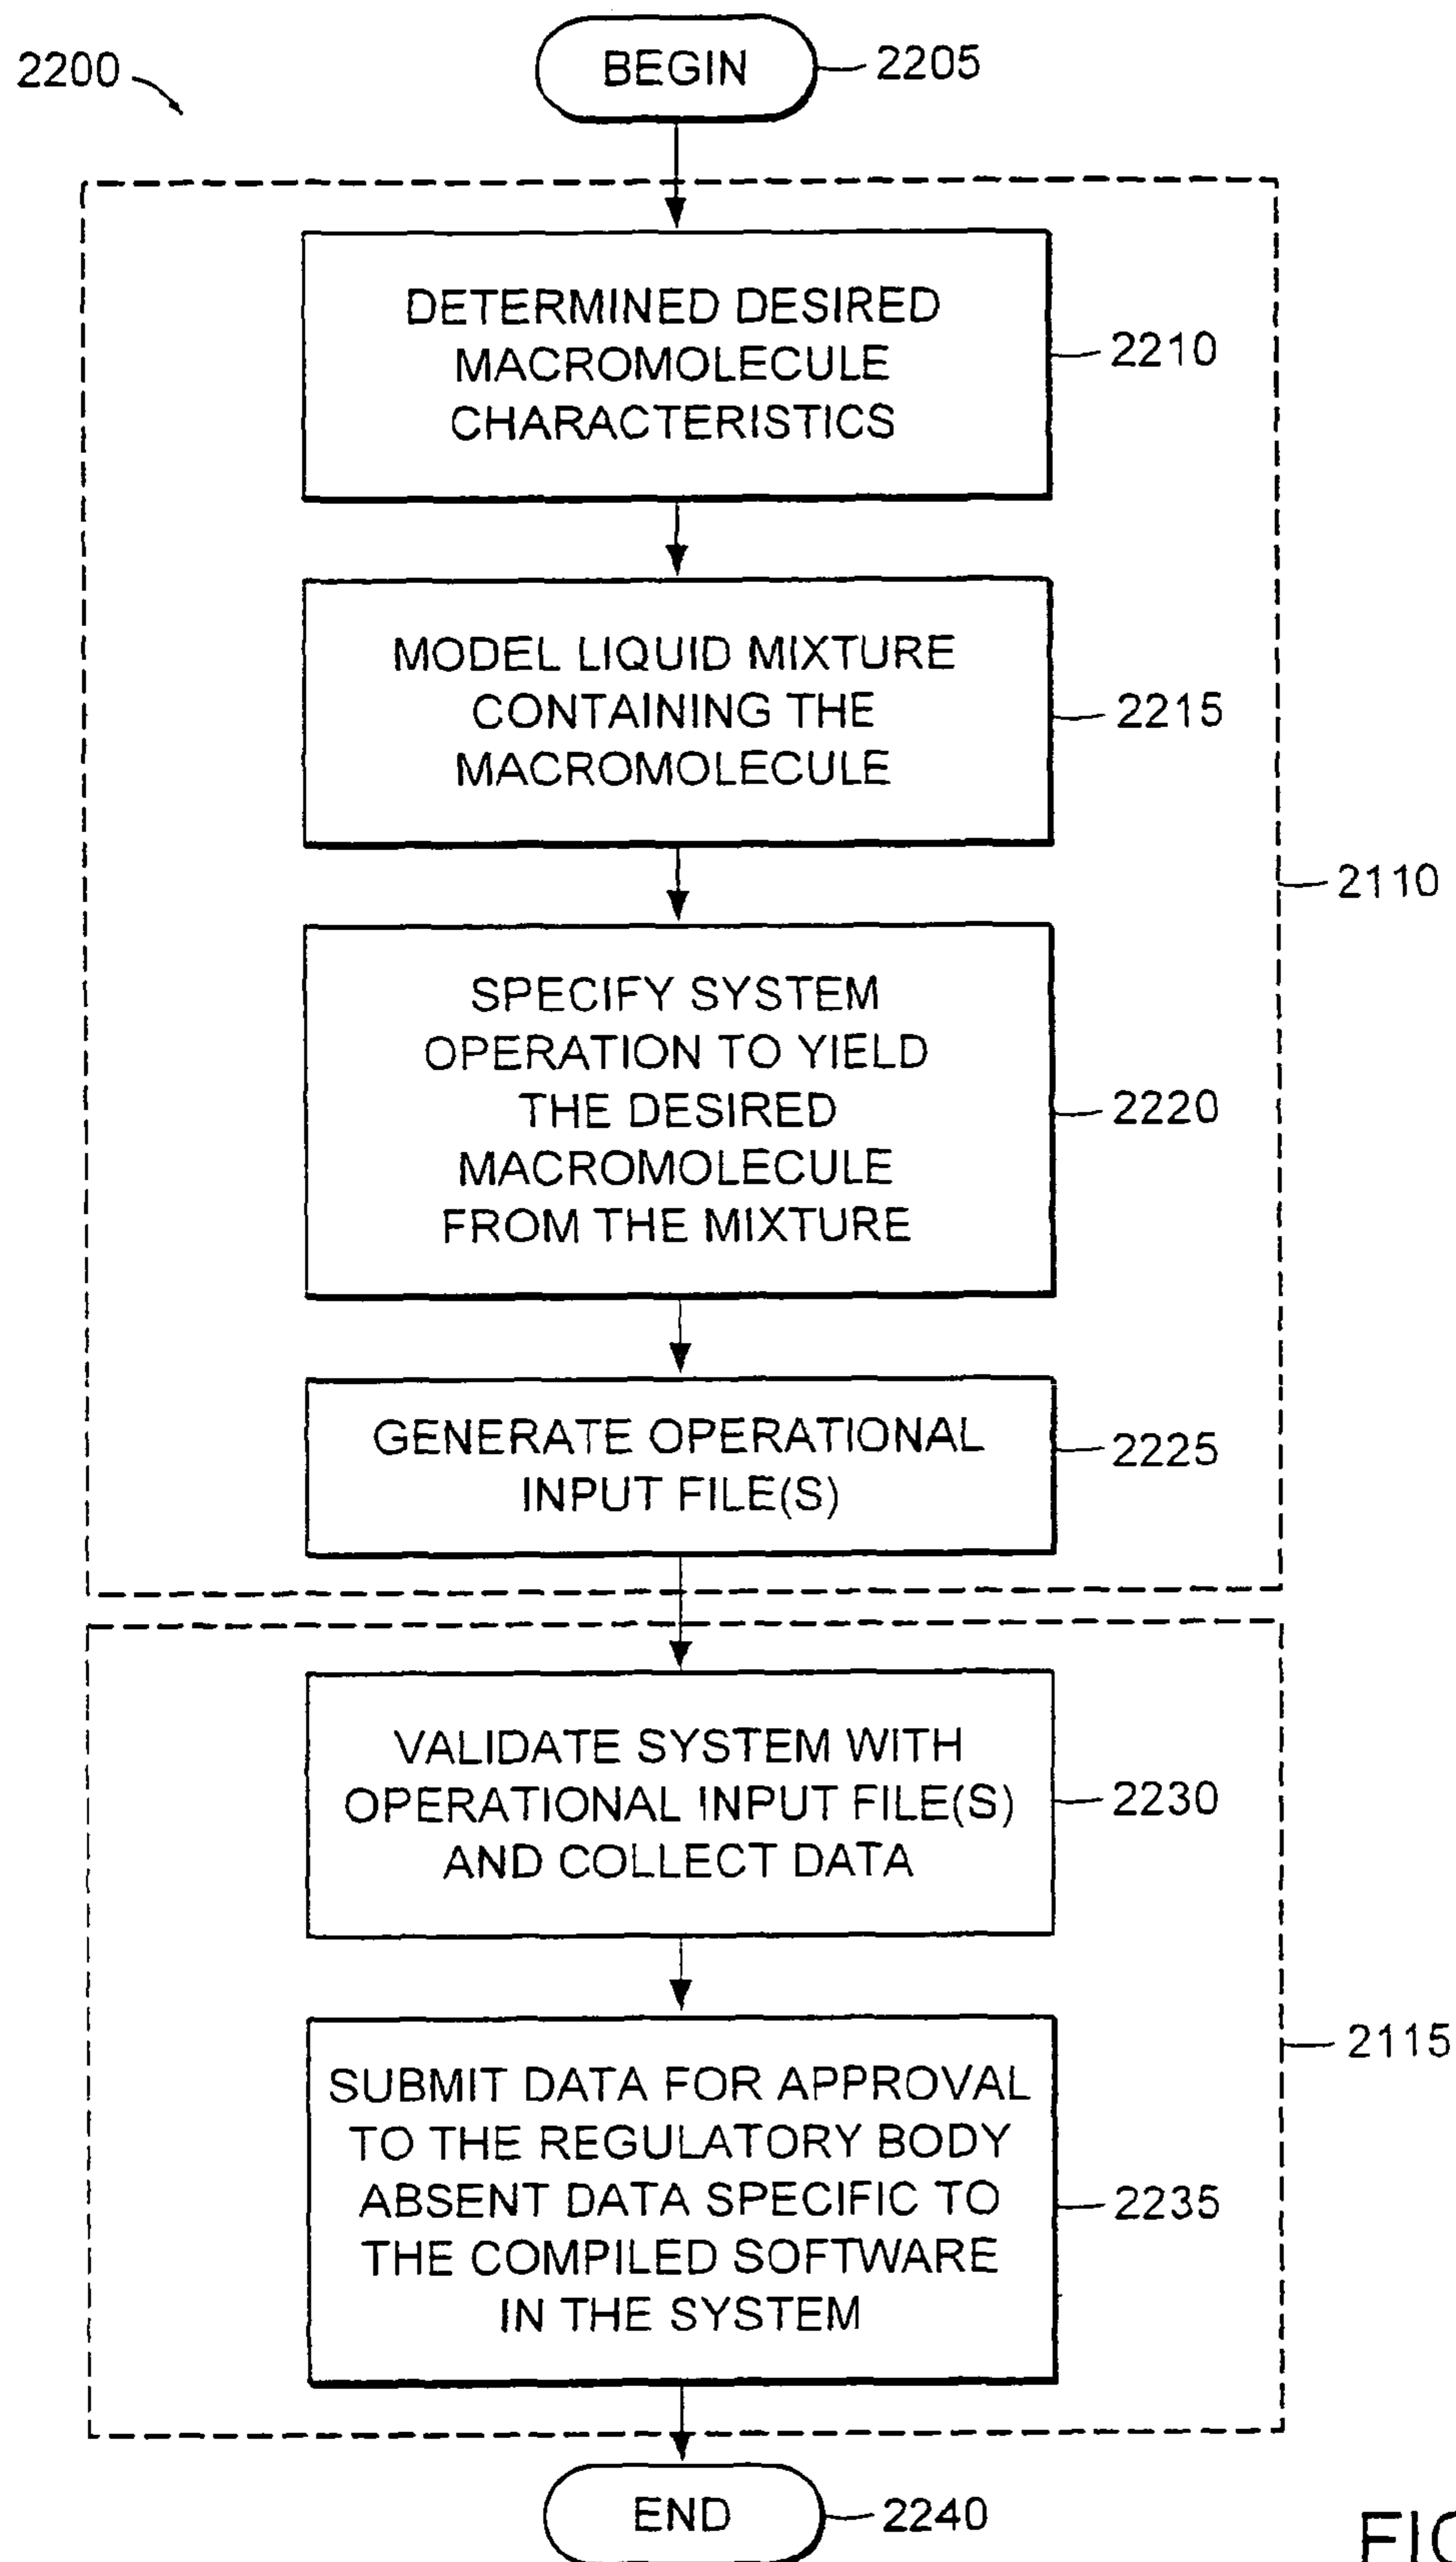 2200
BEGIN
2205
DETERMINED DESIRED
MACROMOLECULE
CHARACTERISTICS
2210
MODEL LIQUID MIXTURE
CONTAINING THE
MACROMOLECULE
2215
2110
SPECIFY SYSTEM
OPERATION TO YIELD
THE DESIRED
MACROMOLECULE
FROM THE MIXTURE
2220
GENERATE OPERATIONAL
INPUT FILE(S)
2225
VALIDATE SYSTEM WITH
OPERATIONAL INPUT FILE(S)
AND COLLECT DATA
2230
2115
SUBMIT DATA FOR APPROVAL
TO THE REGULATORY BODY
ABSENT DATA SPECIFIC TO
THE COMPILED SOFTWARE
IN THE SYSTEM
2235
END
2240